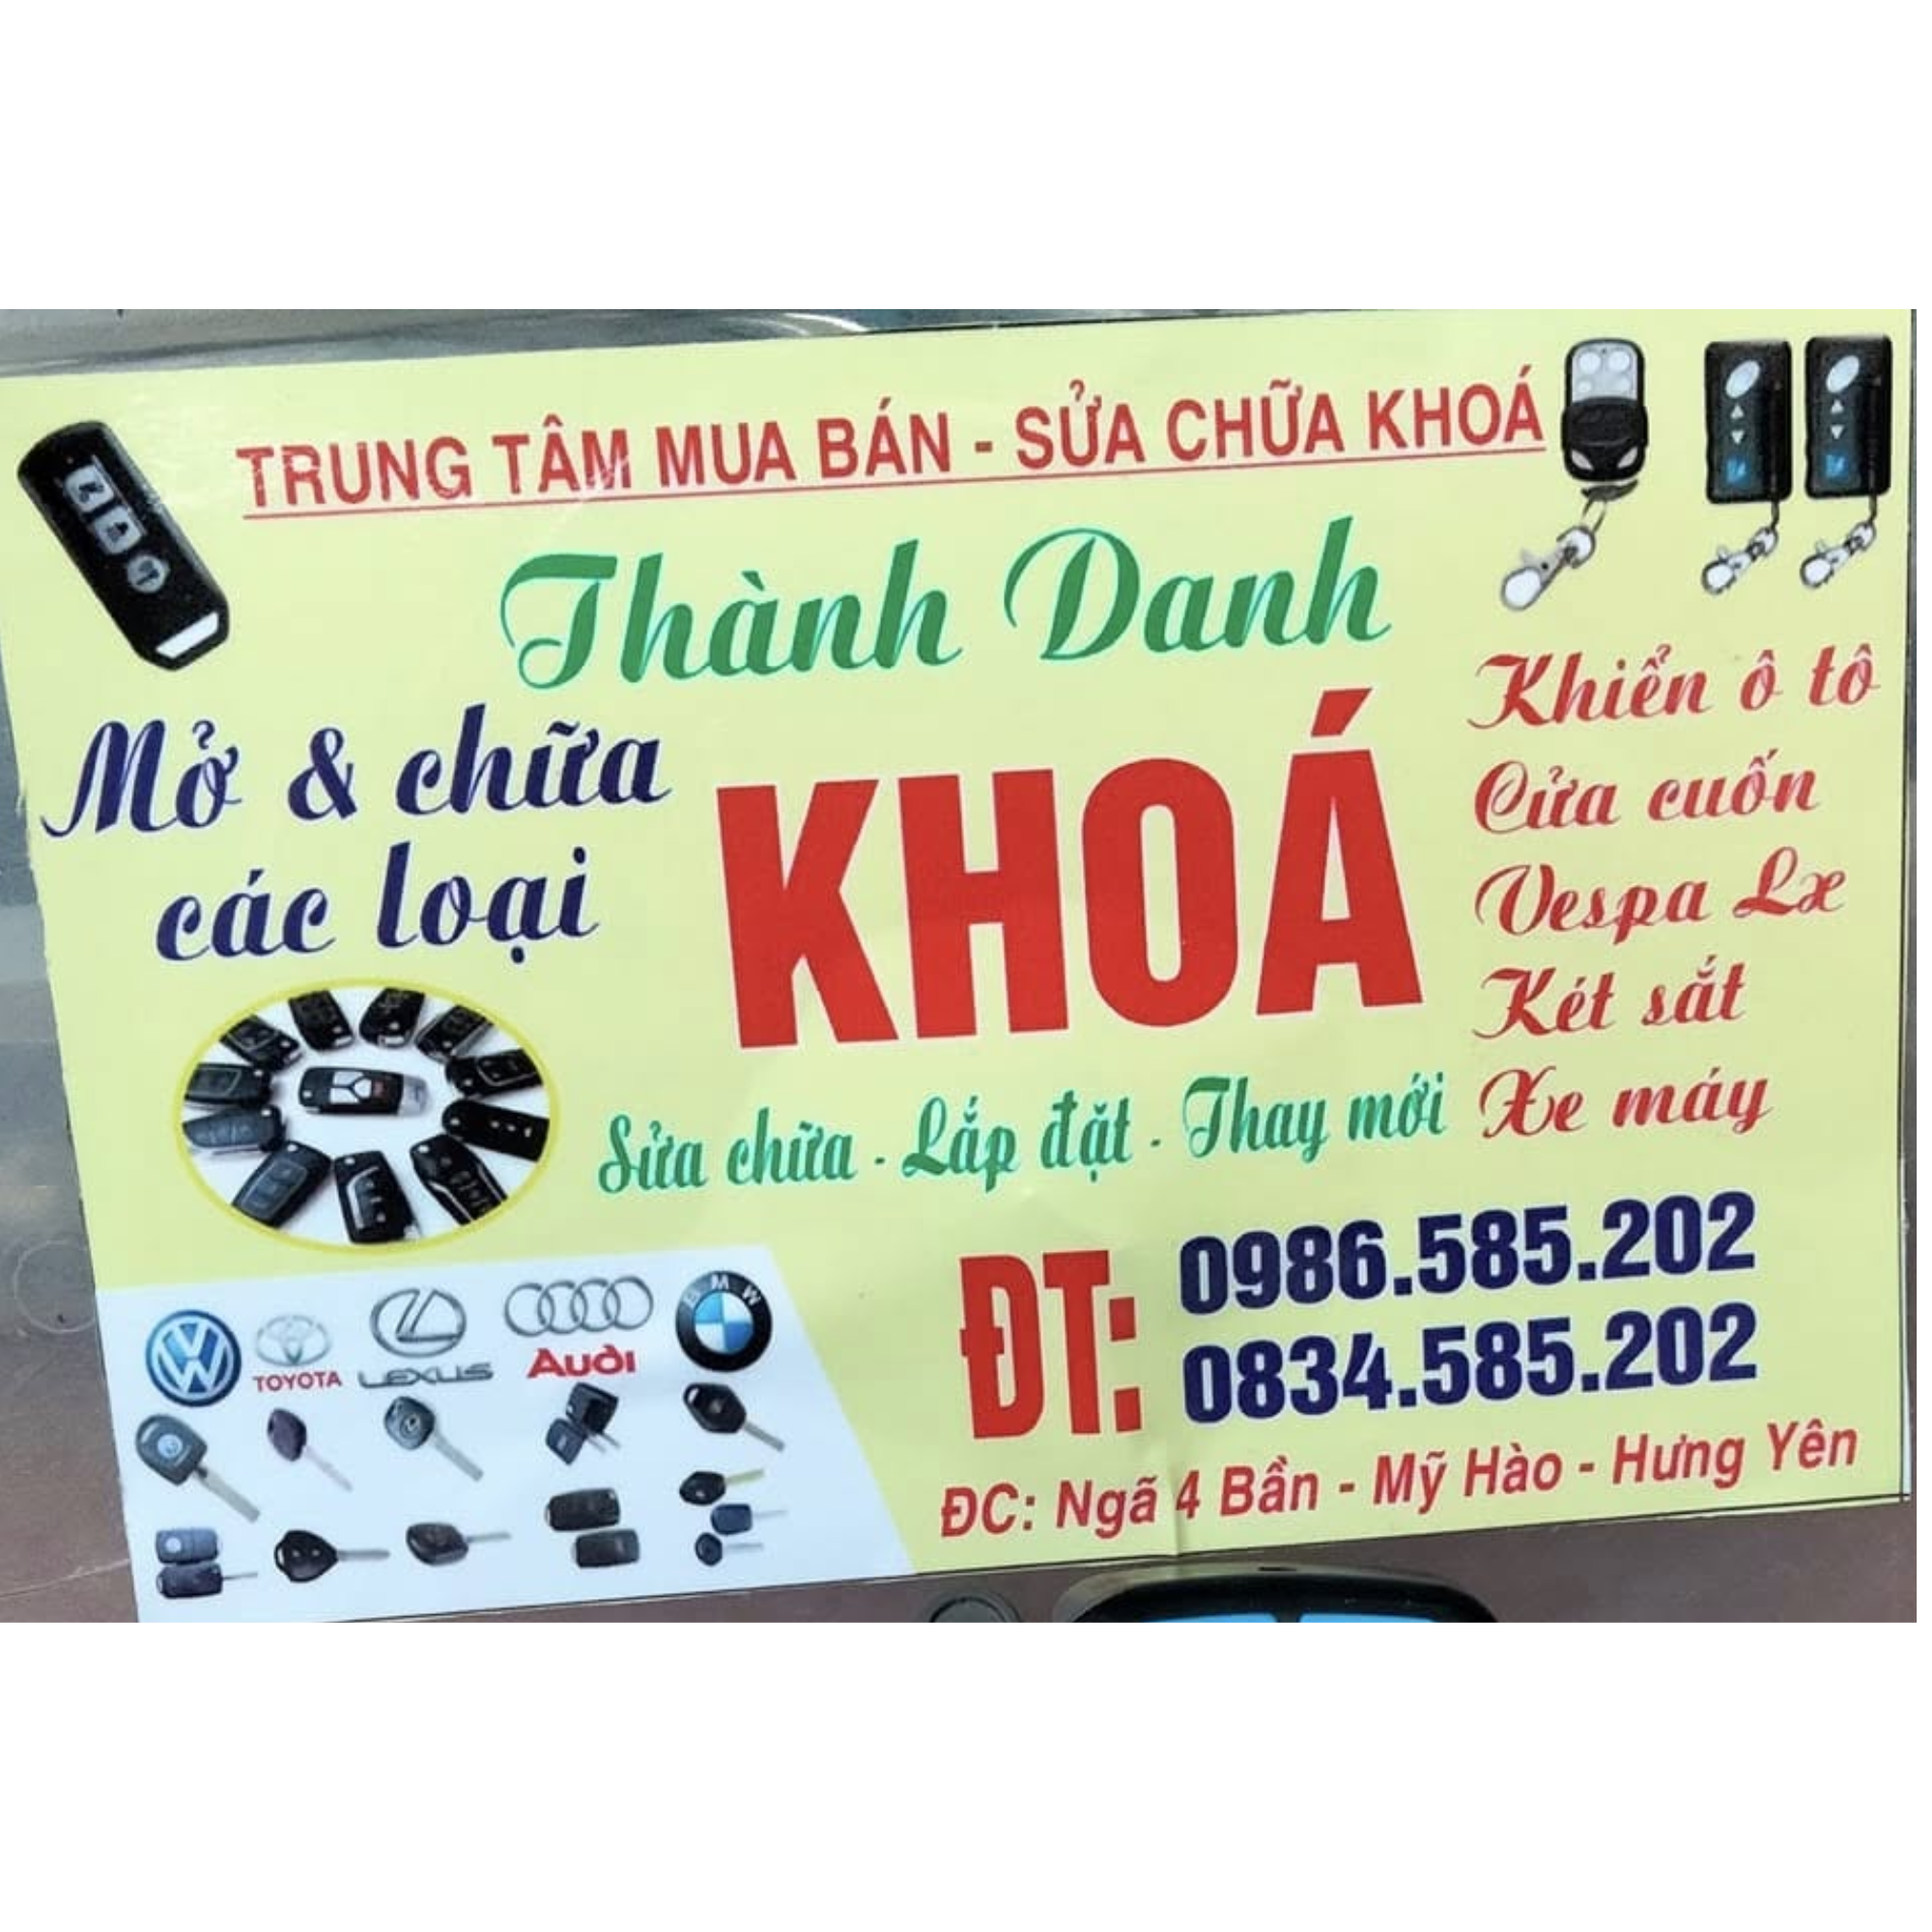 TRUNG TÂM MUA BÁN - SỬA CHỮA KHOÁ
Thành Danh
Mở & chữa
các loại
KHOÁ
Khiển ô tô
Cửa cuốn
Vespa Lx
Két sắt
Xe máy
Sửa chữa - Lắp đặt - Thay mới
ĐT: 0986.585.202
0834.585.202
ĐC: Ngã 4 Bần - Mỹ Hào - Hưng Yên
TOYOTA
LEXUS
Audi
BMW